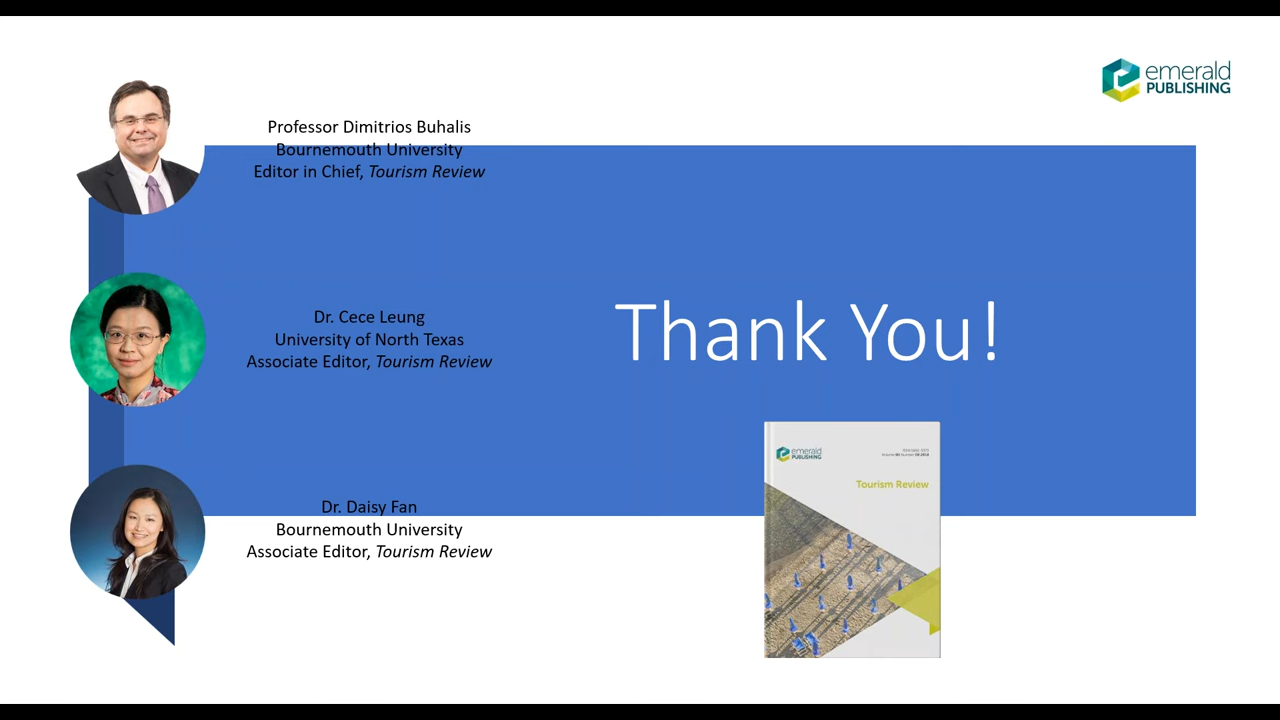 emerald
PUBLISHING
Professor Dimitrios Buhalis
Bournemouth University
Editor in Chief, Tourism Review
Dr. Cece Leung
University of North Texas
Associate Editor, Tourism Review
Thank You!
Dr. Daisy Fan
Bournemouth University
Associate Editor, Tourism Review
emerald
PUBLISHING
Tourism Review